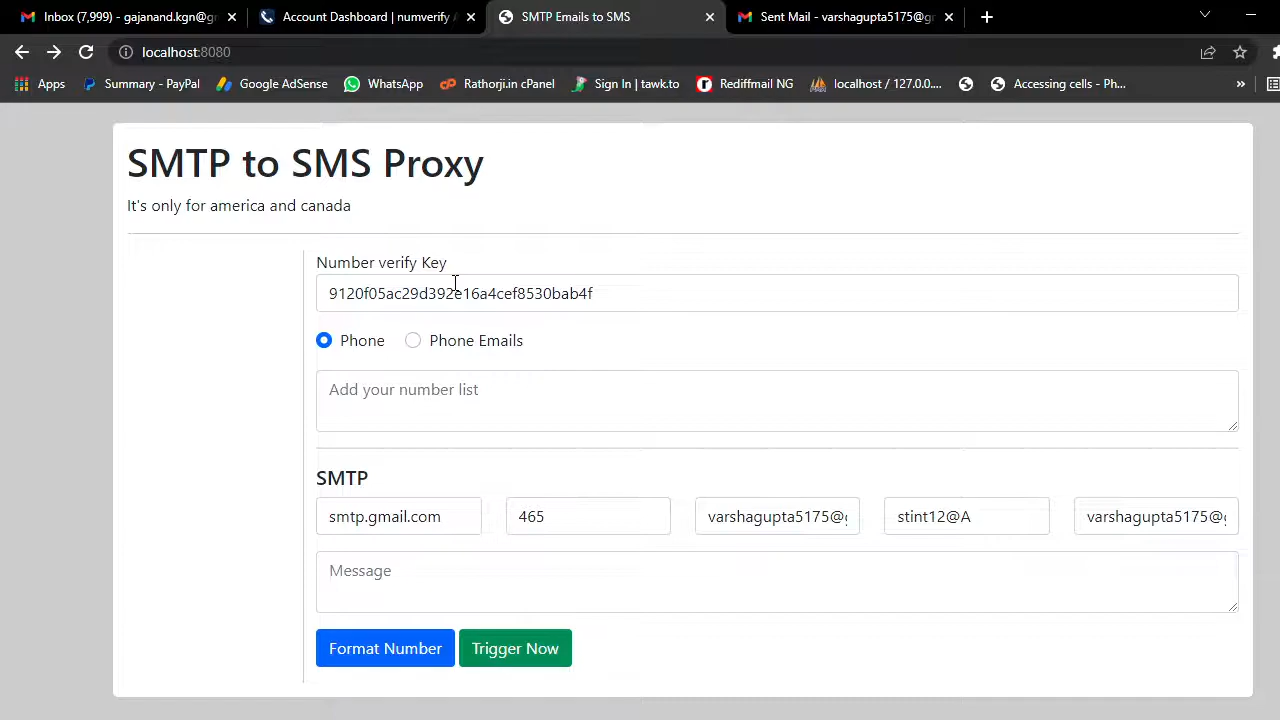 Inbox (7,999) - gajanand.kgn@gr
Account Dashboard | numverify A
SMTP Emails to SMS
Sent Mail - varshagupta5175@gr
localhost:8080
Apps
Summary - PayPal
Google AdSense
WhatsApp
Rathorji.in cPanel
Sign In | tawk.to
Rediffmail NG
localhost / 127.0.0....
Accessing cells - Ph...
SMTP to SMS Proxy
It's only for america and canada
Number verify Key
9120f05ac29d392e16a4cef8530bab4f
Phone
Phone Emails
Add your number list
SMTP
smtp.gmail.com
465
varshagupta5175@g
stint12@A
varshagupta5175@g
Message
Format Number
Trigger Now